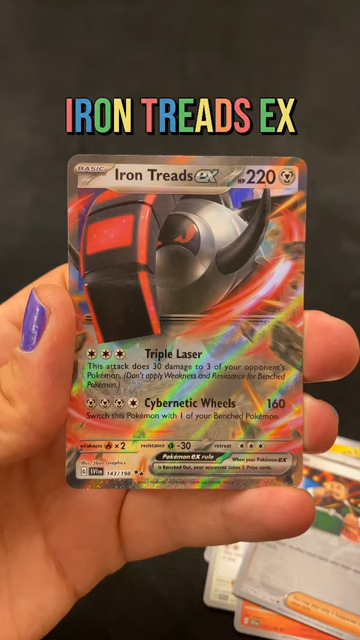 IRON TREADS EX
BASIC
Iron Treads ex HP 220
Triple Laser
This attack does 30 damage to 3 of your opponent's
Pokémon. (Don't apply Weakness and Resistance for Benched
Pokémon.)
Cybernetic Wheels 160
Switch this Pokémon with 1 of your Benched Pokémon.
weakness ×2 resistance -30 retreat
Pokémon ex rule
When your Pokémon ex
is Knocked Out, your opponent takes 2 Prize cards.
143/198